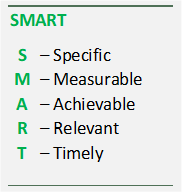 SMART
S – Specific
M – Measurable
A – Achievable
R – Relevant
T – Timely